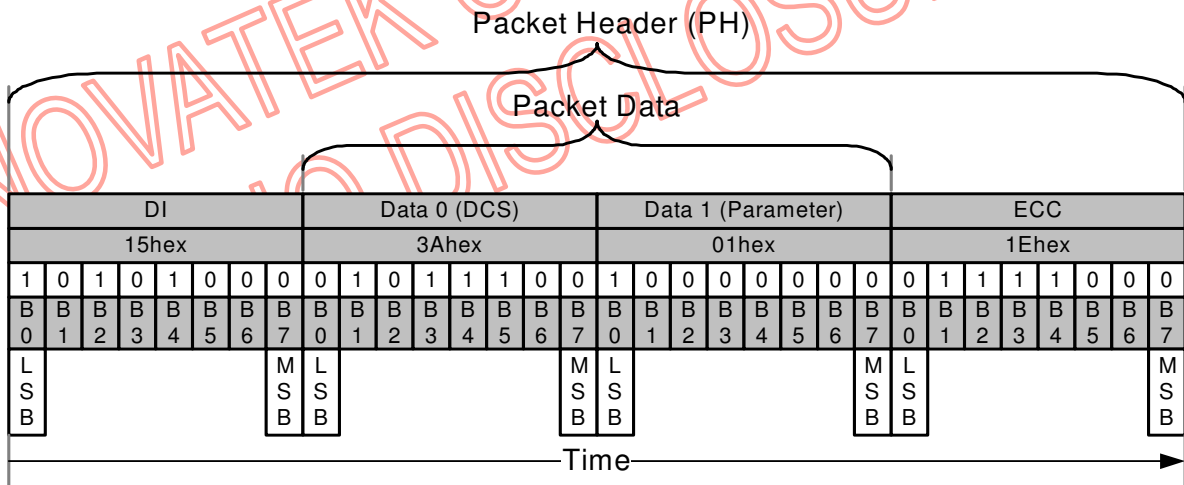 Packet Header (PH)
Packet Data
NOVATEK
NO DISCLOSU
DI Data 0 (DCS) Data 1 (Parameter) ECC
15hex 3Ahex 01hex 1Ehex
1 0 1 0 1 0 0 0 0 1 0 1 1 1 0 0 1 0 0 0 0 0 0 0 0 1 1 1 1 0 0 0
B B B B B B B B B B B B B B B B B B B B B B B B B B B B B B B B
0 1 2 3 4 5 6 7 0 1 2 3 4 5 6 7 0 1 2 3 4 5 6 7 0 1 2 3 4 5 6 7
L M L M L M L M
S S S S S S S S
B B B B B B B B
Time